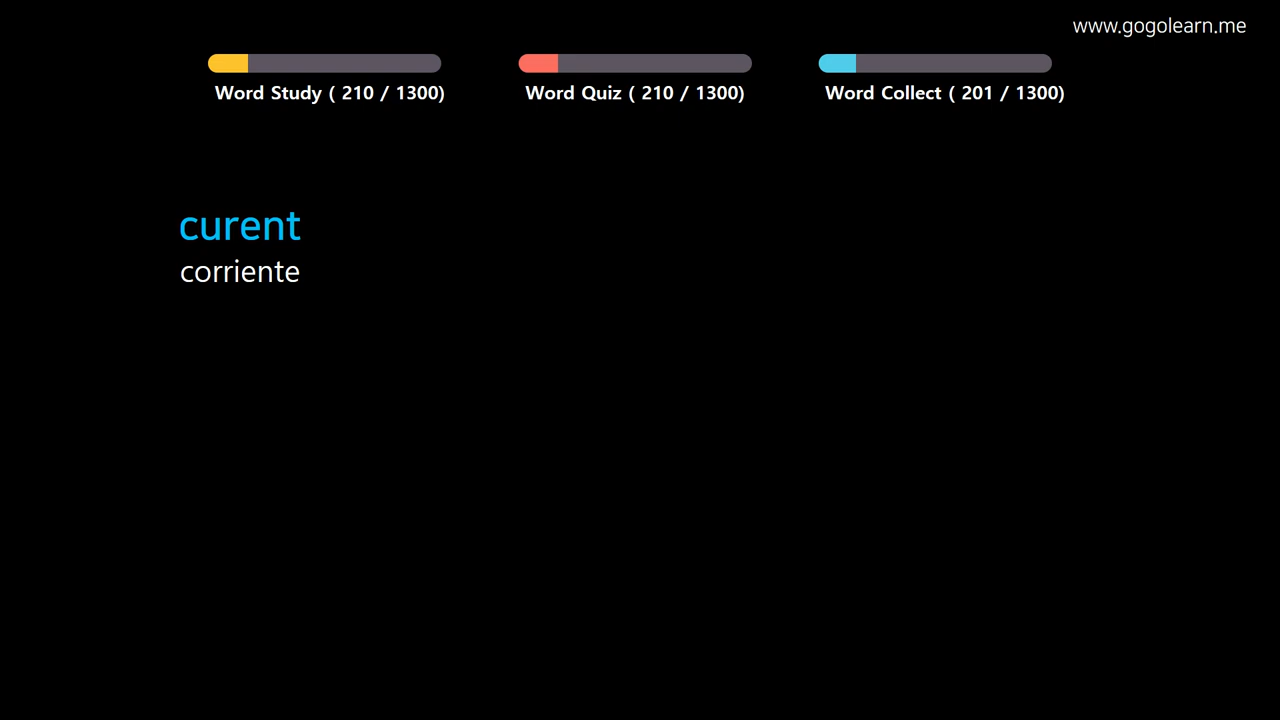 www.gogolearn.me
Word Study ( 210 / 1300)
Word Quiz ( 210 / 1300)
Word Collect ( 201 / 1300)
curent
corriente